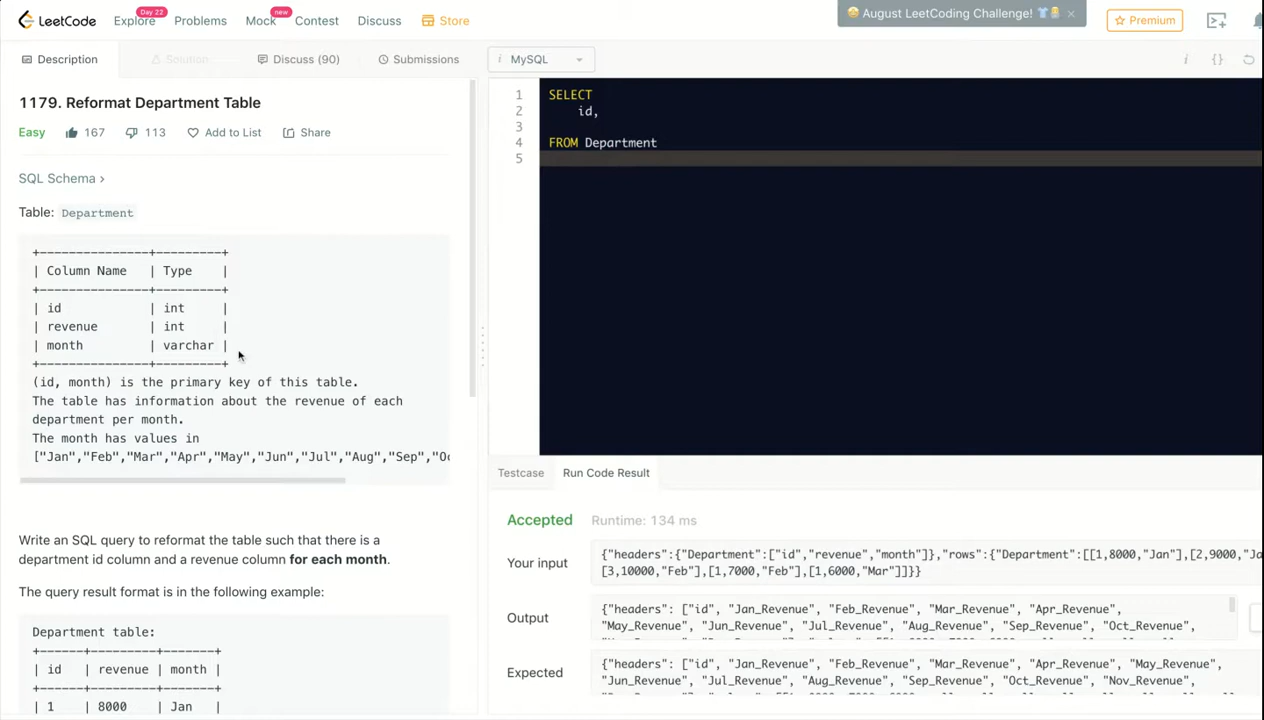 LeetCode Explore Day 22 Problems Mock new Contest Discuss Store August LeetCoding Challenge! × Premium
Description Solution Discuss (90) Submissions i MySQL
1179. Reformat Department Table
Easy 167 113 Add to List Share
SQL Schema >
Table: Department
+---------------+---------+
| Column Name | Type |
+---------------+---------+
| id | int |
| revenue | int |
| month | varchar |
+---------------+---------+
(id, month) is the primary key of this table.
The table has information about the revenue of each
department per month.
The month has values in
["Jan","Feb","Mar","Apr","May","Jun","Jul","Aug","Sep","Oc
Write an SQL query to reformat the table such that there is a
department id column and a revenue column for each month.
The query result format is in the following example:
Department table:
+------+---------+-------+
| id | revenue | month |
+------+---------+-------+
| 1 | 8000 | Jan |
1 SELECT
2 id,
3
4 FROM Department
5
Testcase Run Code Result
Accepted Runtime: 134 ms
Your input
{"headers":{"Department":["id","revenue","month"]},"rows":{"Department":[[1,8000,"Jan"],[2,9000,"Ja
[3,10000,"Feb"],[1,7000,"Feb"],[1,6000,"Mar"]]}}
Output
{"headers": ["id", "Jan_Revenue", "Feb_Revenue", "Mar_Revenue", "Apr_Revenue",
"May_Revenue", "Jun_Revenue", "Jul_Revenue", "Aug_Revenue", "Sep_Revenue", "Oct_Revenue",
Expected
{"headers": ["id", "Jan_Revenue", "Feb_Revenue", "Mar_Revenue", "Apr_Revenue", "May_Revenue",
"Jun_Revenue", "Jul_Revenue", "Aug_Revenue", "Sep_Revenue", "Oct_Revenue", "Nov_Revenue",